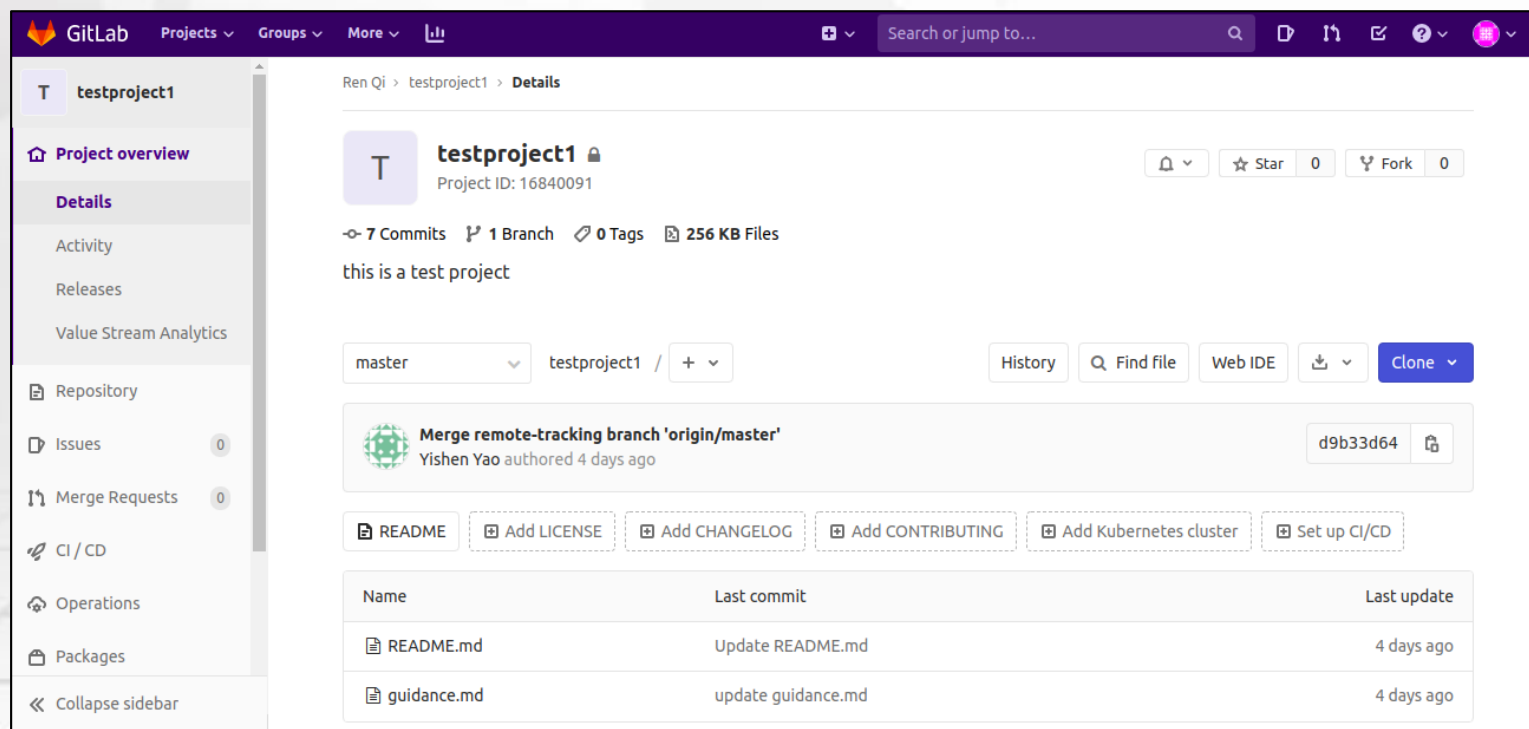 GitLab Projects Groups More Search or jump to...
T testproject1
Project overview
Details
Activity
Releases
Value Stream Analytics
Repository
Issues 0
Merge Requests 0
CI / CD
Operations
Packages
Collapse sidebar
Ren Qi > testproject1 > Details
T
testproject1
Project ID: 16840091
Star 0 Fork 0
7 Commits 1 Branch 0 Tags 256 KB Files
this is a test project
master testproject1 / + History Find file Web IDE Clone
Merge remote-tracking branch 'origin/master'
Yishen Yao authored 4 days ago
d9b33d64
README Add LICENSE Add CHANGELOG Add CONTRIBUTING Add Kubernetes cluster Set up CI/CD
Name Last commit Last update
README.md Update README.md 4 days ago
guidance.md update guidance.md 4 days ago